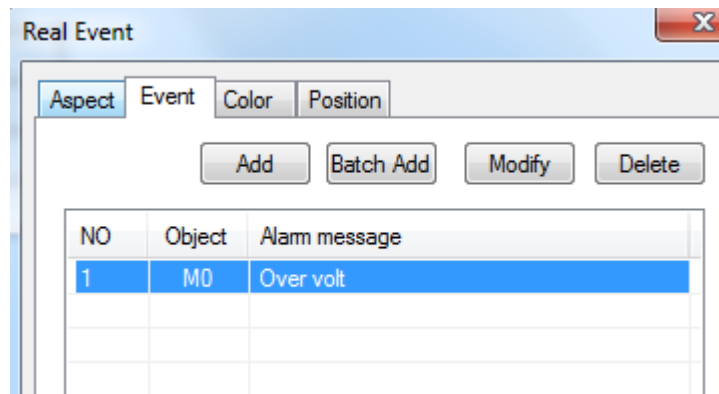 Real Event
Aspect Event Color Position
Add Batch Add Modify Delete
NO Object Alarm message
1 M0 Over volt